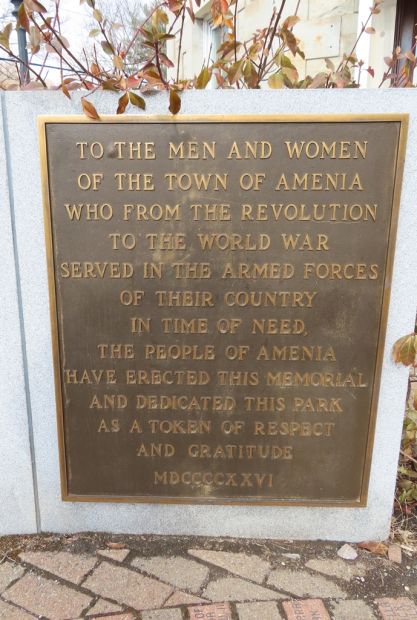 TO THE MEN AND WOMEN
OF THE TOWN OF AMENIA
WHO FROM THE REVOLUTION
TO THE WORLD WAR
SERVED IN THE ARMED FORCES
OF THEIR COUNTRY
IN TIME OF NEED,
THE PEOPLE OF AMENIA
HAVE ERECTED THIS MEMORIAL
AND DEDICATED THIS PARK
AS A TOKEN OF RESPECT
AND GRATITUDE
MDCCCCXXVI